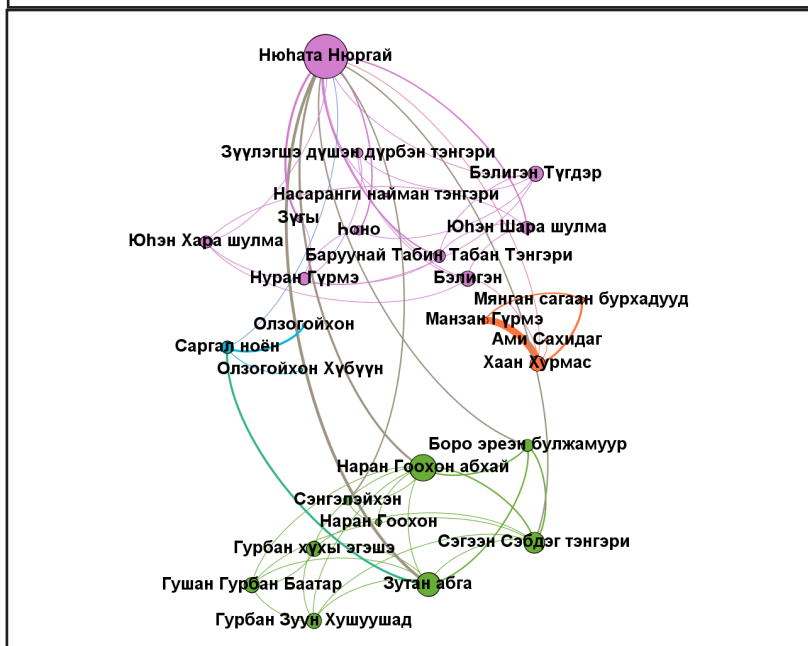 Нюһата Нюргай
Зүүлэгшэ дүшэн дүрбэн тэнгэри
Бэлигэн Түгдэр
Насаранги найман тэнгэри
Зүгы
Һоно
Юһэн Шара шулма
Юһэн Хара шулма
Баруунай Табин Табан Тэнгэри
Нуран Гүрмэ
Бэлигэн
Мянган сагаан бурхадууд
Манзан Гүрмэ
Олзогойхон
Ами Сахидаг
Саргал ноён
Хаан Хурмас
Олзогойхон Хүбүүн
Боро эреэн булжамуур
Наран Гоохон абхай
Сэнгэлэйхэн
Наран Гоохон
Сэгээн Сэбдэг тэнгэри
Гурбан хүхы эгэшэ
Гушан Гурбан Баатар
Зутан абга
Гурбан Зуун Хушуушад